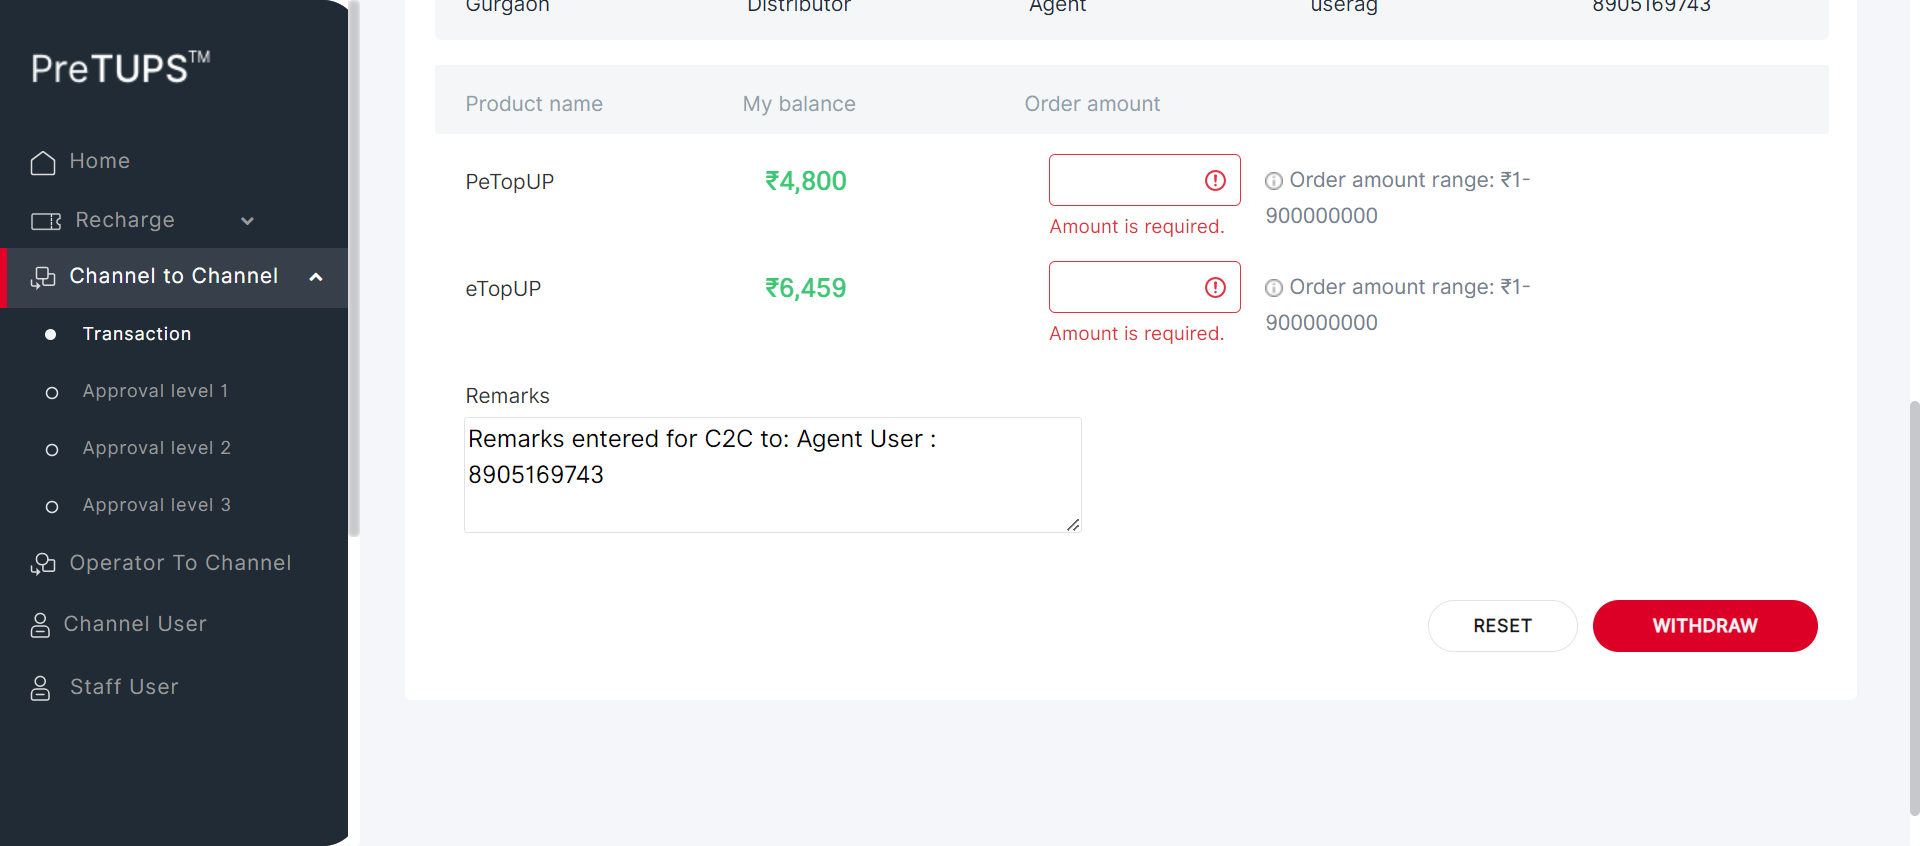 PreTUPS™
Home
Recharge
Channel to Channel
Transaction
Approval level 1
Approval level 2
Approval level 3
Operator To Channel
Channel User
Staff User
Gurgaon Distributor Agent userag 8905169743
Product name My balance Order amount
PeTopUP ₹4,800 Order amount range: ₹1-
900000000
Amount is required.
eTopUP ₹6,459 Order amount range: ₹1-
900000000
Amount is required.
Remarks
Remarks entered for C2C to: Agent User :
8905169743
RESET WITHDRAW